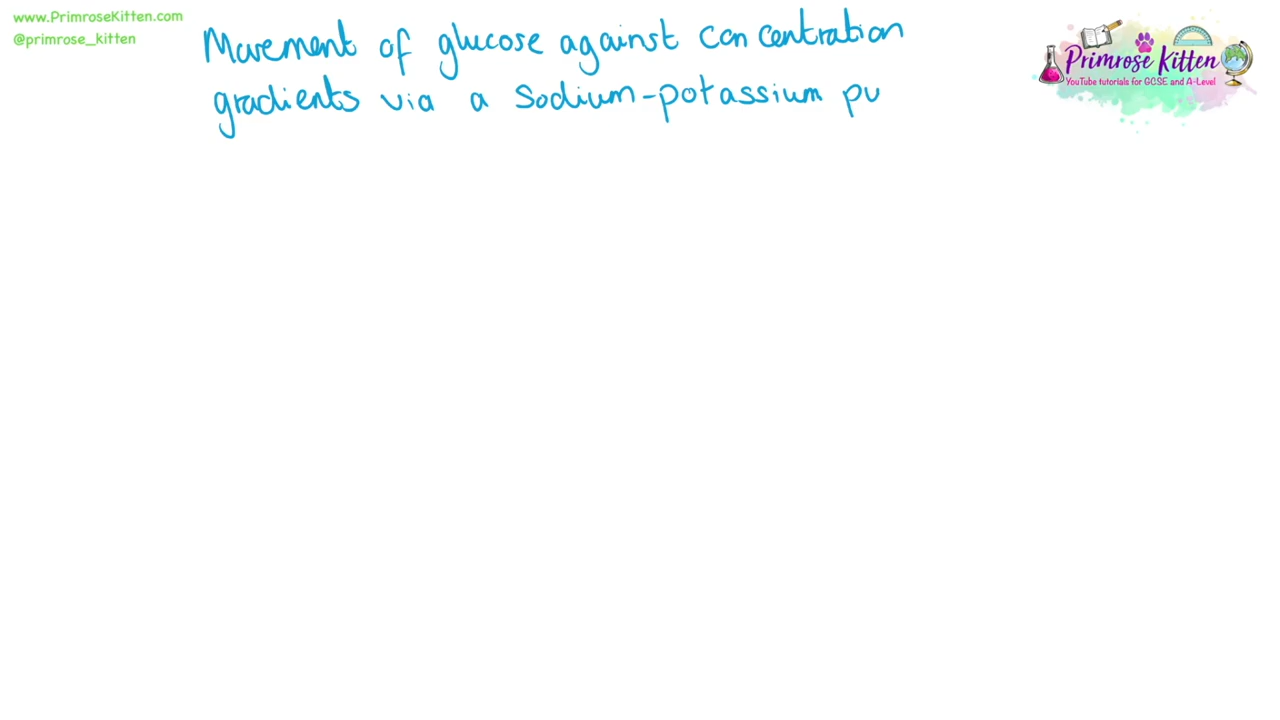 www.PrimroseKitten.com
@primrose_kitten
Movement of glucose against concentration
gradients via a Sodium-potassium pu
Primrose Kitten
YouTube tutorials for GCSE and A-Level